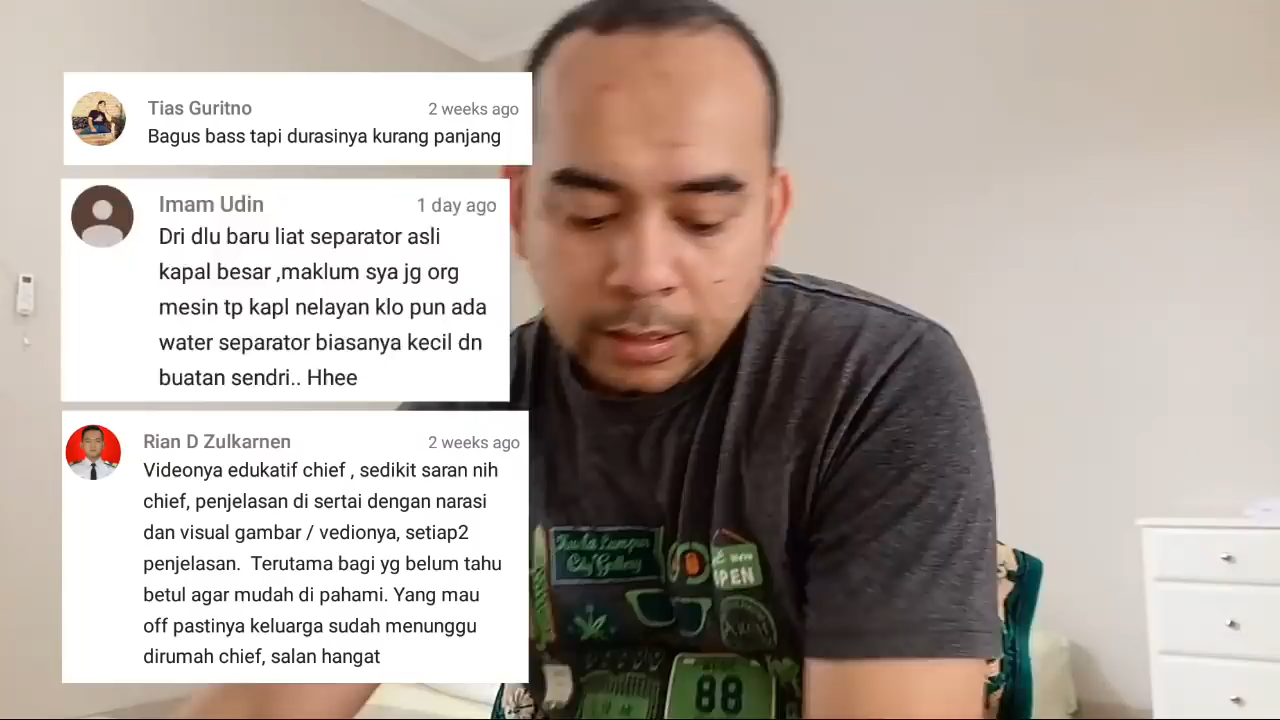 Tias Guritno 2 weeks ago
Bagus bass tapi durasinya kurang panjang
Imam Udin 1 day ago
Dri dlu baru liat separator asli
kapal besar ,maklum sya jg org
mesin tp kapl nelayan klo pun ada
water separator biasanya kecil dn
buatan sendri.. Hhee
Rian D Zulkarnen 2 weeks ago
Videonya edukatif chief , sedikit saran nih
chief, penjelasan di sertai dengan narasi
dan visual gambar / vedionya, setiap2
penjelasan.  Terutama bagi yg belum tahu
betul agar mudah di pahami. Yang mau
off pastinya keluarga sudah menunggu
dirumah chief, salan hangat
Kuala Lumpur
City Gallery
OPEN
88